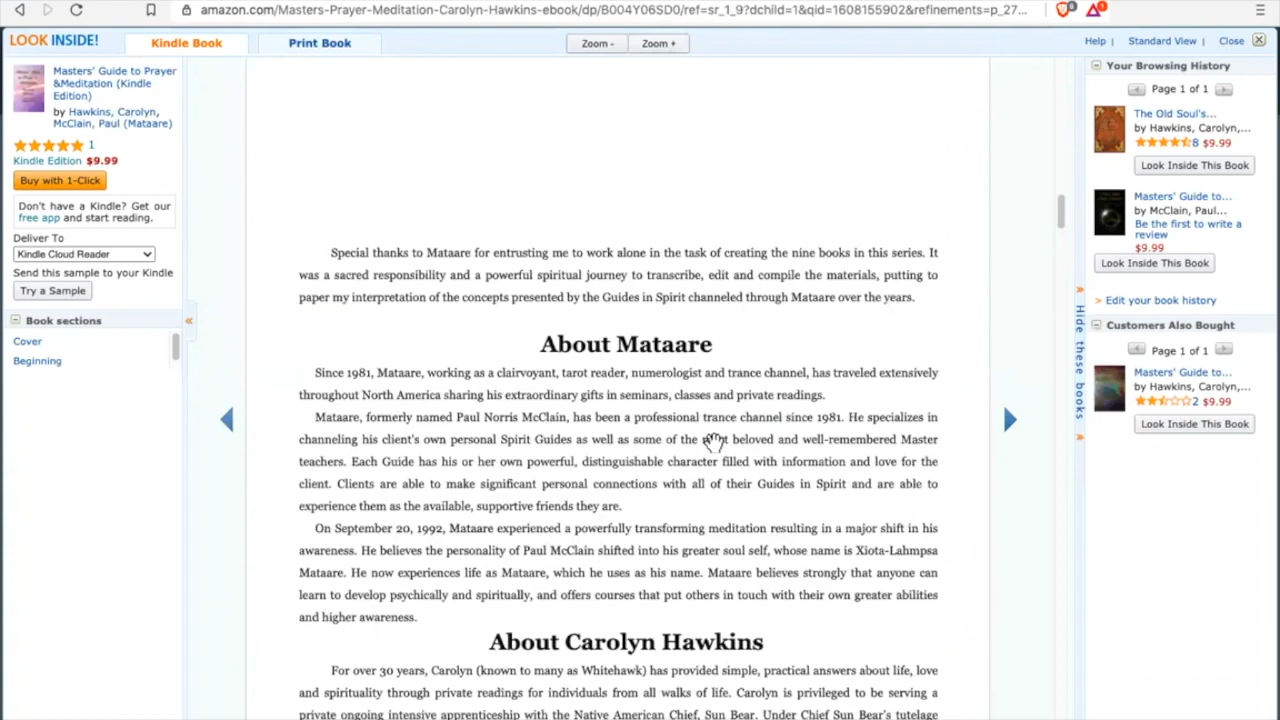 amazon.com/Masters-Prayer-Meditation-Carolyn-Hawkins-ebook/dp/B004Y06SD0/ref=sr_1_9?dchild=1&qid=1608155902&refinements=p_27...
LOOK INSIDE!
Kindle Book
Print Book
Zoom -
Zoom +
Help |
Standard View |
Close
Masters' Guide to Prayer
&Meditation (Kindle
Edition)
by Hawkins, Carolyn,
McClain, Paul (Mataare)
1
Kindle Edition $9.99
Buy with 1-Click
Don't have a Kindle? Get our
free app and start reading.
Deliver To
Kindle Cloud Reader
Send this sample to your Kindle
Try a Sample
Book sections
Cover
Beginning
Special thanks to Mataare for entrusting me to work alone in the task of creating the nine books in this series. It
was a sacred responsibility and a powerful spiritual journey to transcribe, edit and compile the materials, putting to
paper my interpretation of the concepts presented by the Guides in Spirit channeled through Mataare over the years.
About Mataare
Since 1981, Mataare, working as a clairvoyant, tarot reader, numerologist and trance channel, has traveled extensively
throughout North America sharing his extraordinary gifts in seminars, classes and private readings.
Mataare, formerly named Paul Norris McClain, has been a professional trance channel since 1981. He specializes in
channeling his client's own personal Spirit Guides as well as some of the beloved and well-remembered Master
teachers. Each Guide has his or her own powerful, distinguishable character filled with information and love for the
client. Clients are able to make significant personal connections with all of their Guides in Spirit and are able to
experience them as the available, supportive friends they are.
On September 20, 1992, Mataare experienced a powerfully transforming meditation resulting in a major shift in his
awareness. He believes the personality of Paul McClain shifted into his greater soul self, whose name is Xiota-Lahmpsa
Mataare. He now experiences life as Mataare, which he uses as his name. Mataare believes strongly that anyone can
learn to develop psychically and spiritually, and offers courses that put others in touch with their own greater abilities
and higher awareness.
About Carolyn Hawkins
For over 30 years, Carolyn (known to many as Whitehawk) has provided simple, practical answers about life, love
and spirituality through private readings for individuals from all walks of life. Carolyn is privileged to be serving a
private ongoing intensive apprenticeship with the Native American Chief, Sun Bear. Under Chief Sun Bear's tutelage
Hide these books
Your Browsing History
Page 1 of 1
The Old Soul's...
by Hawkins, Carolyn,...
8 $9.99
Look Inside This Book
Masters' Guide to...
by McClain, Paul...
Be the first to write a
review
$9.99
Look Inside This Book
> Edit your book history
Customers Also Bought
Page 1 of 1
Masters' Guide to...
by Hawkins, Carolyn,...
2 $9.99
Look Inside This Book